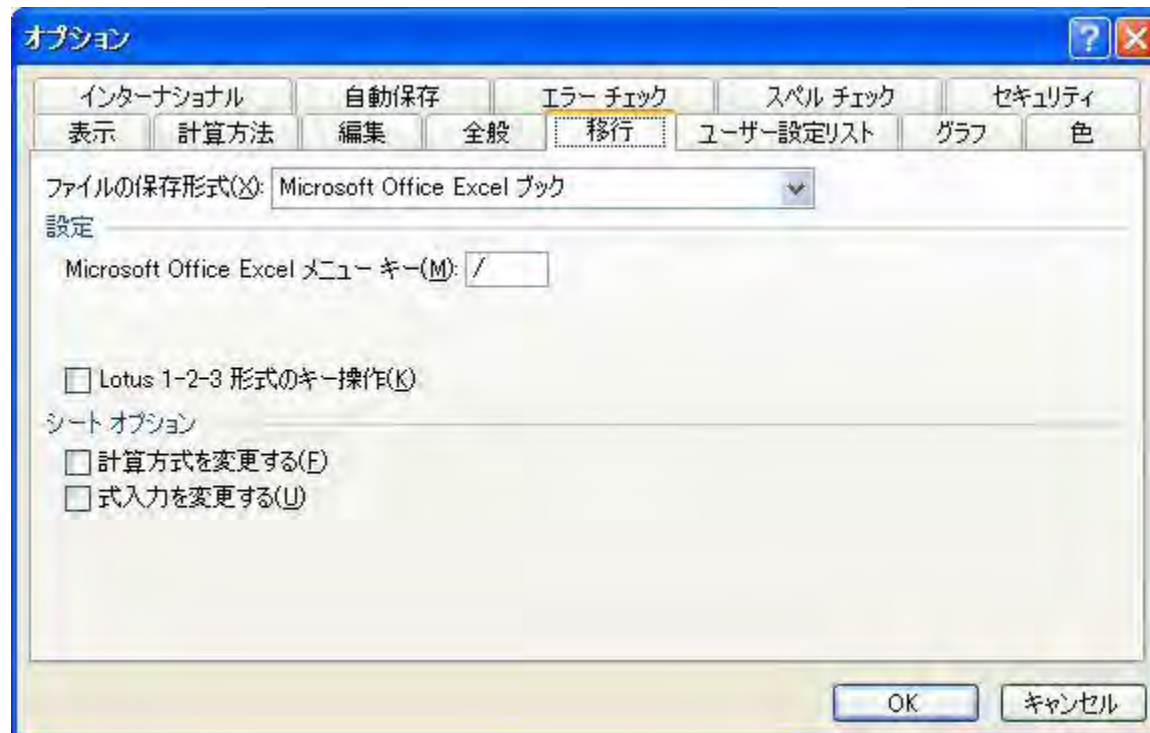 オプション
インターナショナル 自動保存 エラー チェック スペル チェック セキュリティ
表示 計算方法 編集 全般 移行 ユーザー設定リスト グラフ 色
ファイルの保存形式(X): Microsoft Office Excel ブック
設定
Microsoft Office Excel メニュー キー(M): /
Lotus 1-2-3 形式のキー操作(K)
シート オプション
計算方式を変更する(F)
式入力を変更する(U)
OK キャンセル